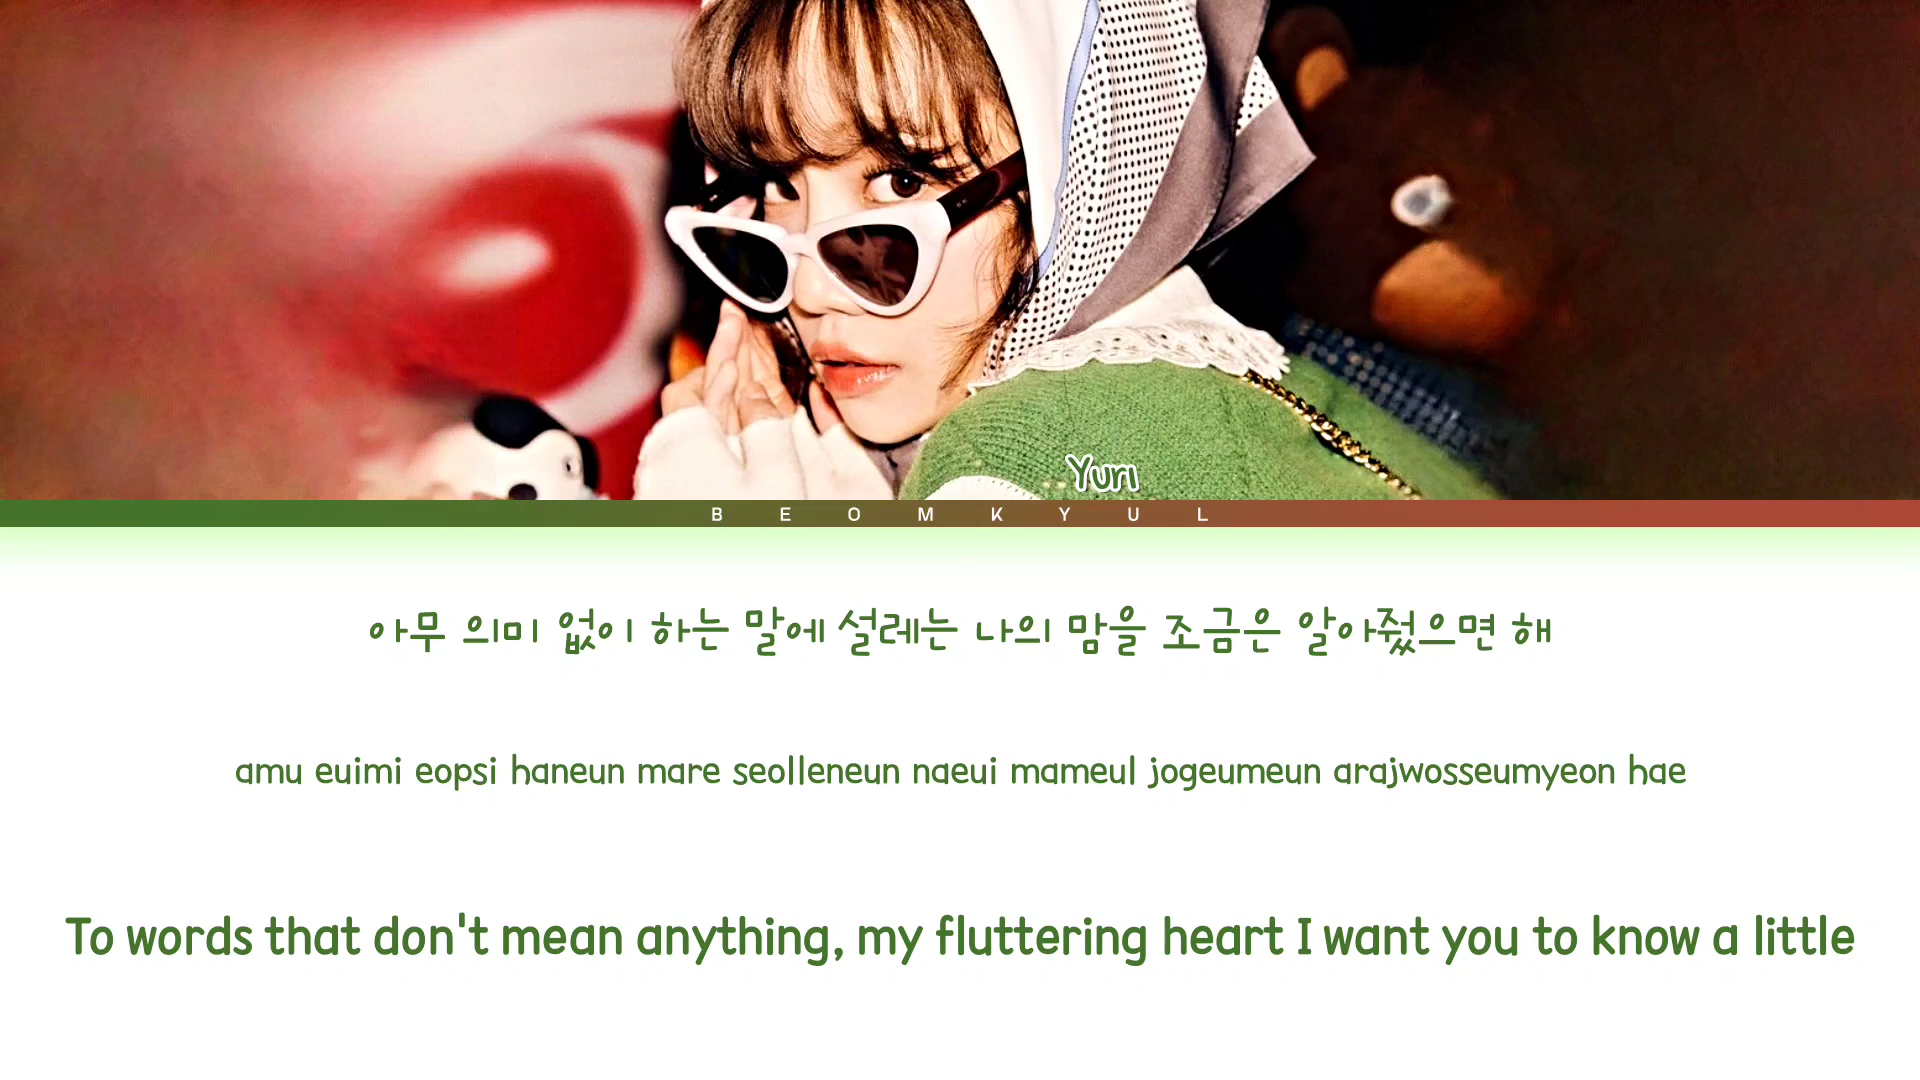 Yuri
BEOMKYUL
아무 의미 없이 하는 말에 설레는 나의 맘을 조금은 알아줬으면 해
amu euimi eopsi haneun mare seolleneun naeui mameul jogeumeun arajwosseumyeon hae
To words that don't mean anything, my fluttering heart I want you to know a little